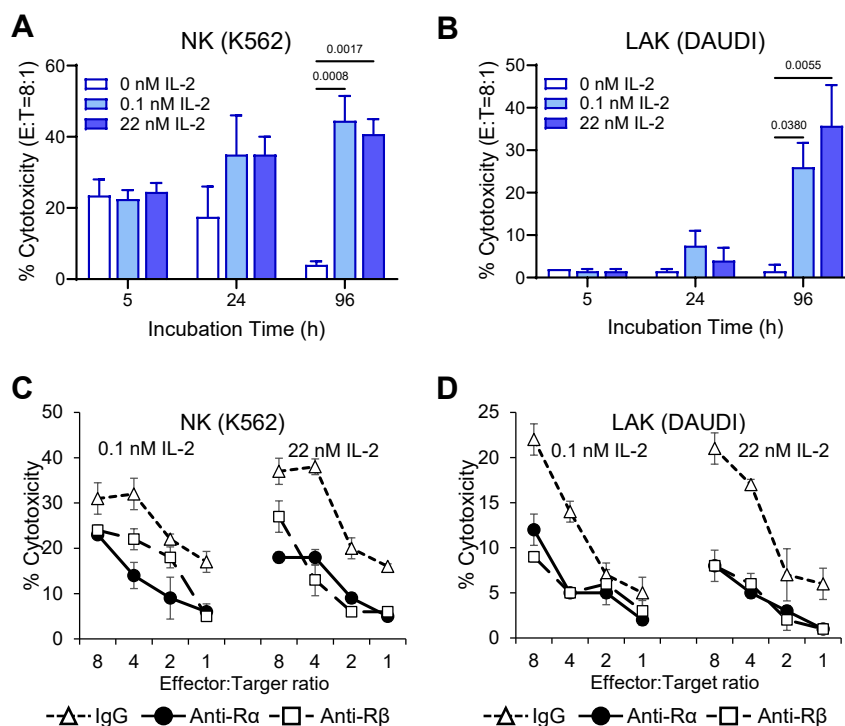 A
NK (K562)
% Cytotoxicity (E:T=8:1)
60
40
20
0
0 nM IL-2
0.1 nM IL-2
22 nM IL-2
0.0017
0.0008
5 24 96
Incubation Time (h)
B
LAK (DAUDI)
% Cytotoxicity (E:T=8:1)
50
40
30
20
10
0
0 nM IL-2
0.1 nM IL-2
22 nM IL-2
0.0055
0.0380
5 24 96
Incubation Time (h)
C
NK (K562)
0.1 nM IL-2 22 nM IL-2
% Cytotoxicity
50
40
30
20
10
0
8 4 2 1 8 4 2 1
Effector:Targer ratio
IgG Anti-Rα Anti-Rβ
D
LAK (DAUDI)
0.1 nM IL-2 22 nM IL-2
% Cytotoxicity
25
20
15
10
5
0
8 4 2 1 8 4 2 1
Effector:Target ratio
IgG Anti-Rα Anti-Rβ